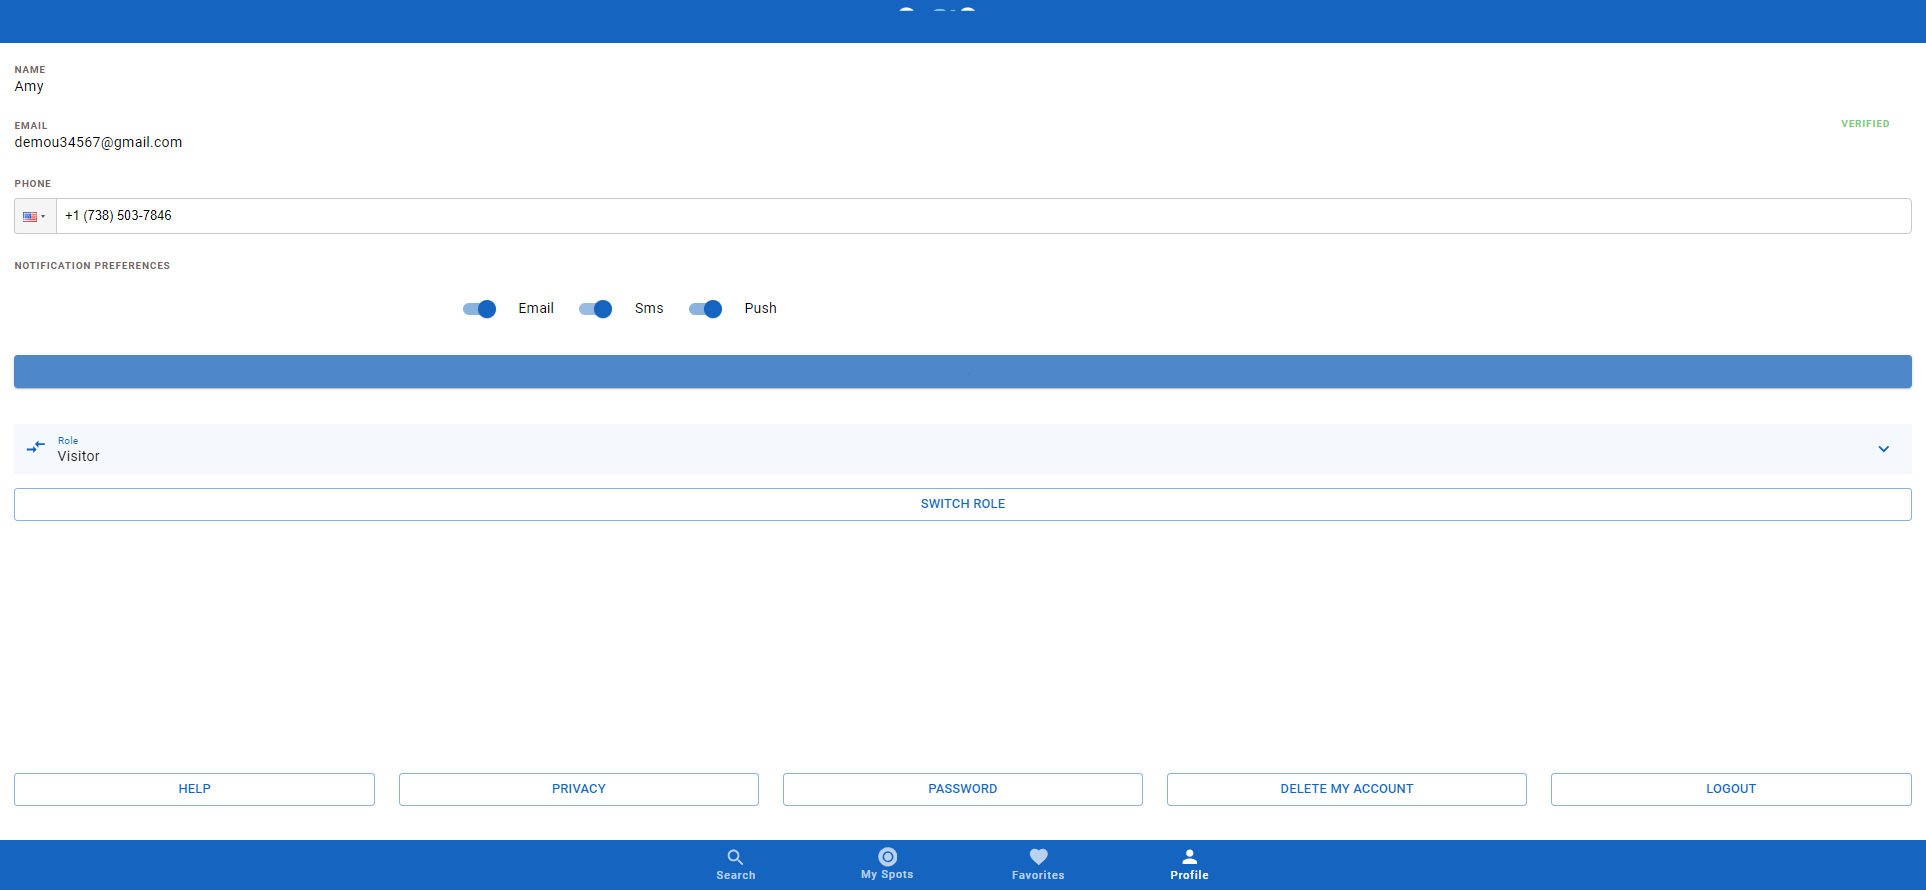 NAME
Amy
EMAIL
VERIFIED
demou34567@gmail.com
PHONE
+1 (738) 503-7846
NOTIFICATION PREFERENCES
Email Sms Push
Role
Visitor
SWITCH ROLE
HELP PRIVACY PASSWORD DELETE MY ACCOUNT LOGOUT
Search My Spots Favorites Profile